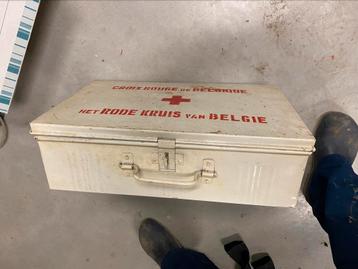 CROIX ROUGE DE BELGIQUE
HET RODE KRUIS VAN BELGIE